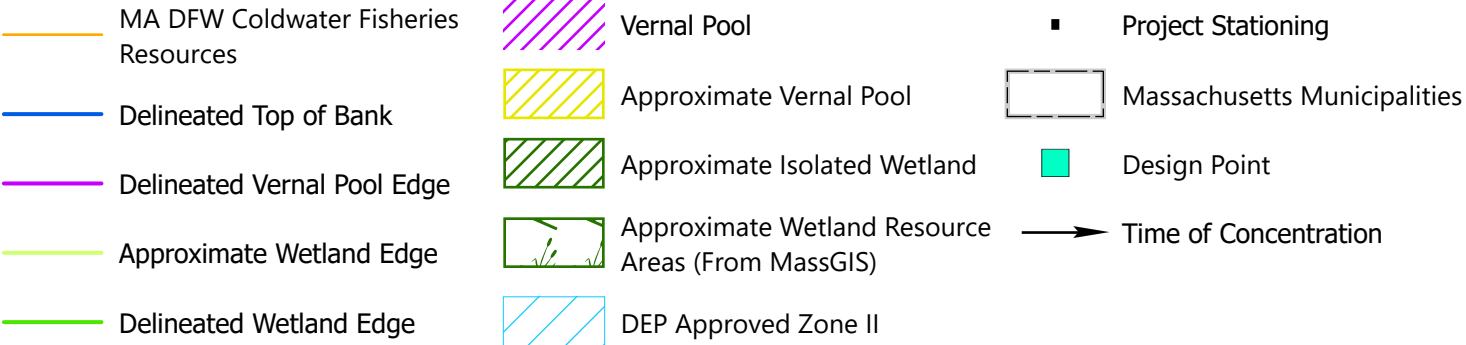 MA DFW Coldwater Fisheries
Resources
Delineated Top of Bank
Delineated Vernal Pool Edge
Approximate Wetland Edge
Delineated Wetland Edge
Vernal Pool
Approximate Vernal Pool
Approximate Isolated Wetland
Approximate Wetland Resource
Areas (From MassGIS)
DEP Approved Zone II
Project Stationing
Massachusetts Municipalities
Design Point
Time of Concentration